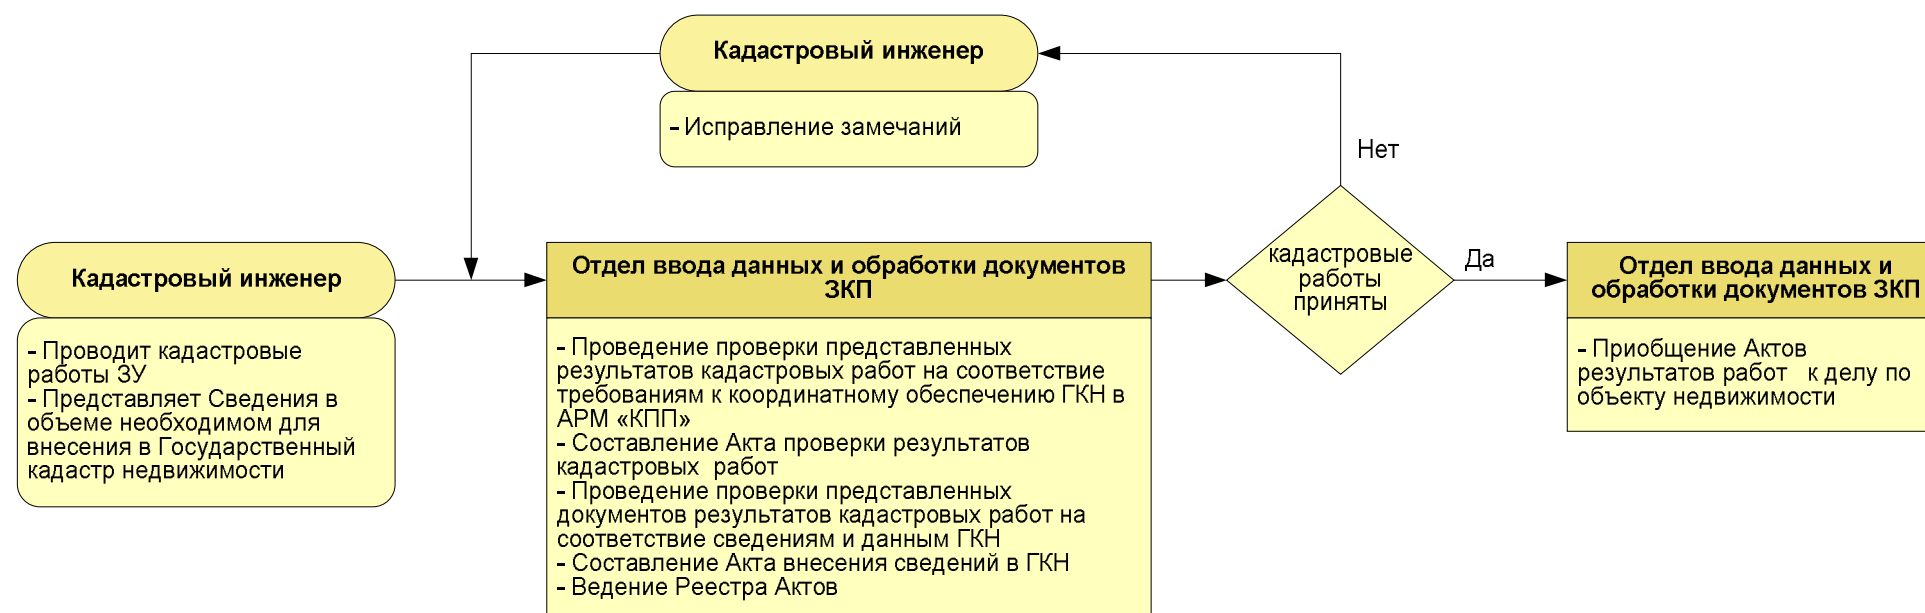 Кадастровый инженер
- Исправление замечаний
Нет
Кадастровый инженер
- Проводит кадастровые
работы ЗУ
- Представляет Сведения в
объеме необходимом для
внесения в Государственный
кадастр недвижимости
Отдел ввода данных и обработки документов
ЗКП
- Проведение проверки представленных
результатов кадастровых работ на соответствие
требованиям к координатному обеспечению ГКН в
АРМ «КПП»
- Составление Акта проверки результатов
кадастровых  работ
- Проведение проверки представленных
документов результатов кадастровых работ на
соответствие сведениям и данным ГКН
- Составление Акта внесения сведений в ГКН
- Ведение Реестра Актов
кадастровые
работы
приняты
Да
Отдел ввода данных и
обработки документов ЗКП
- Приобщение Актов
результатов работ   к делу по
объекту недвижимости